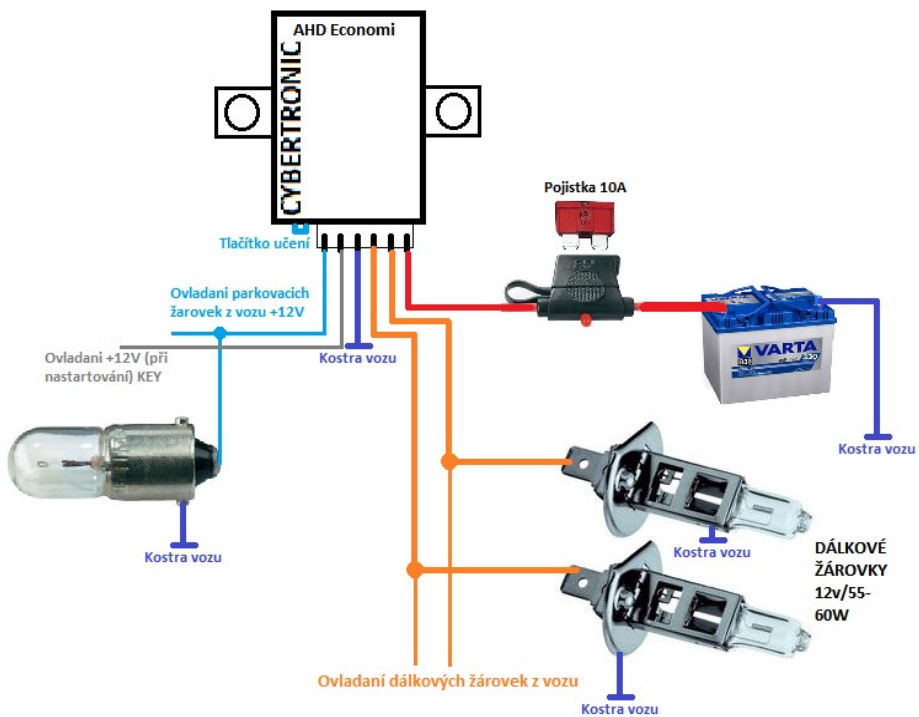 AHD Economi
CYBERTRONIC
Pojistka 10A
Tlačítko učení
Ovladani parkovacich
žarovek z vozu +12V
Ovladani +12V (při
nastartování) KEY
Kostra vozu
VARTA
Kostra vozu
Kostra vozu
Kostra vozu
DÁLKOVÉ
ŽÁROVKY
12v/55-
60W
Ovladaní dálkových žárovek z vozu
Kostra vozu